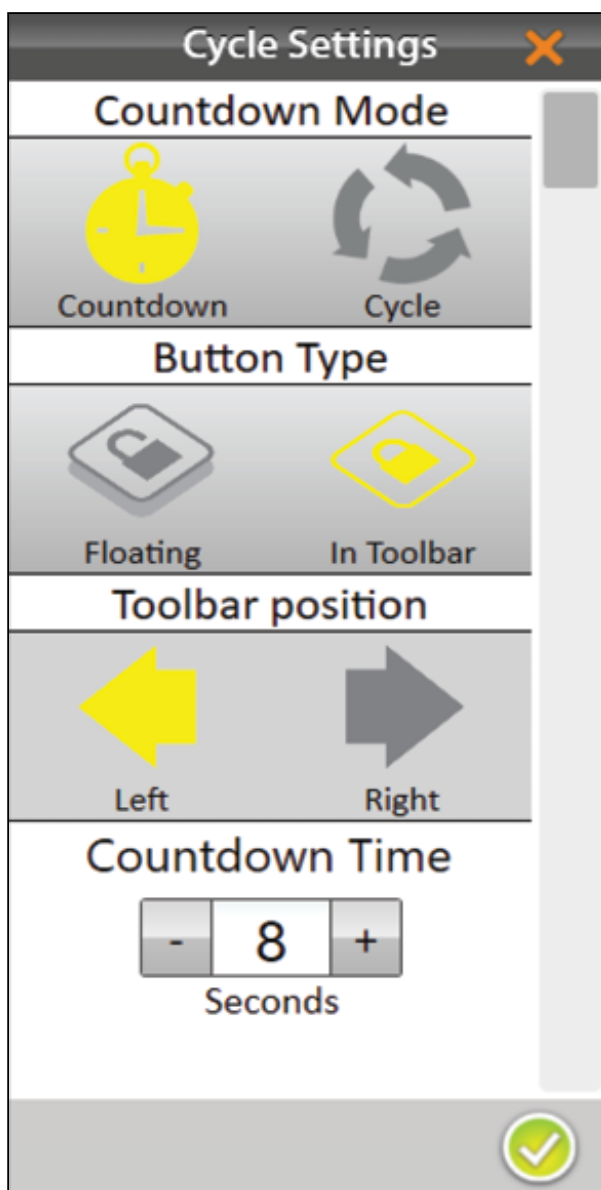 Cycle Settings
Countdown Mode
Countdown Cycle
Button Type
Floating In Toolbar
Toolbar position
Left Right
Countdown Time
- 8 +
Seconds